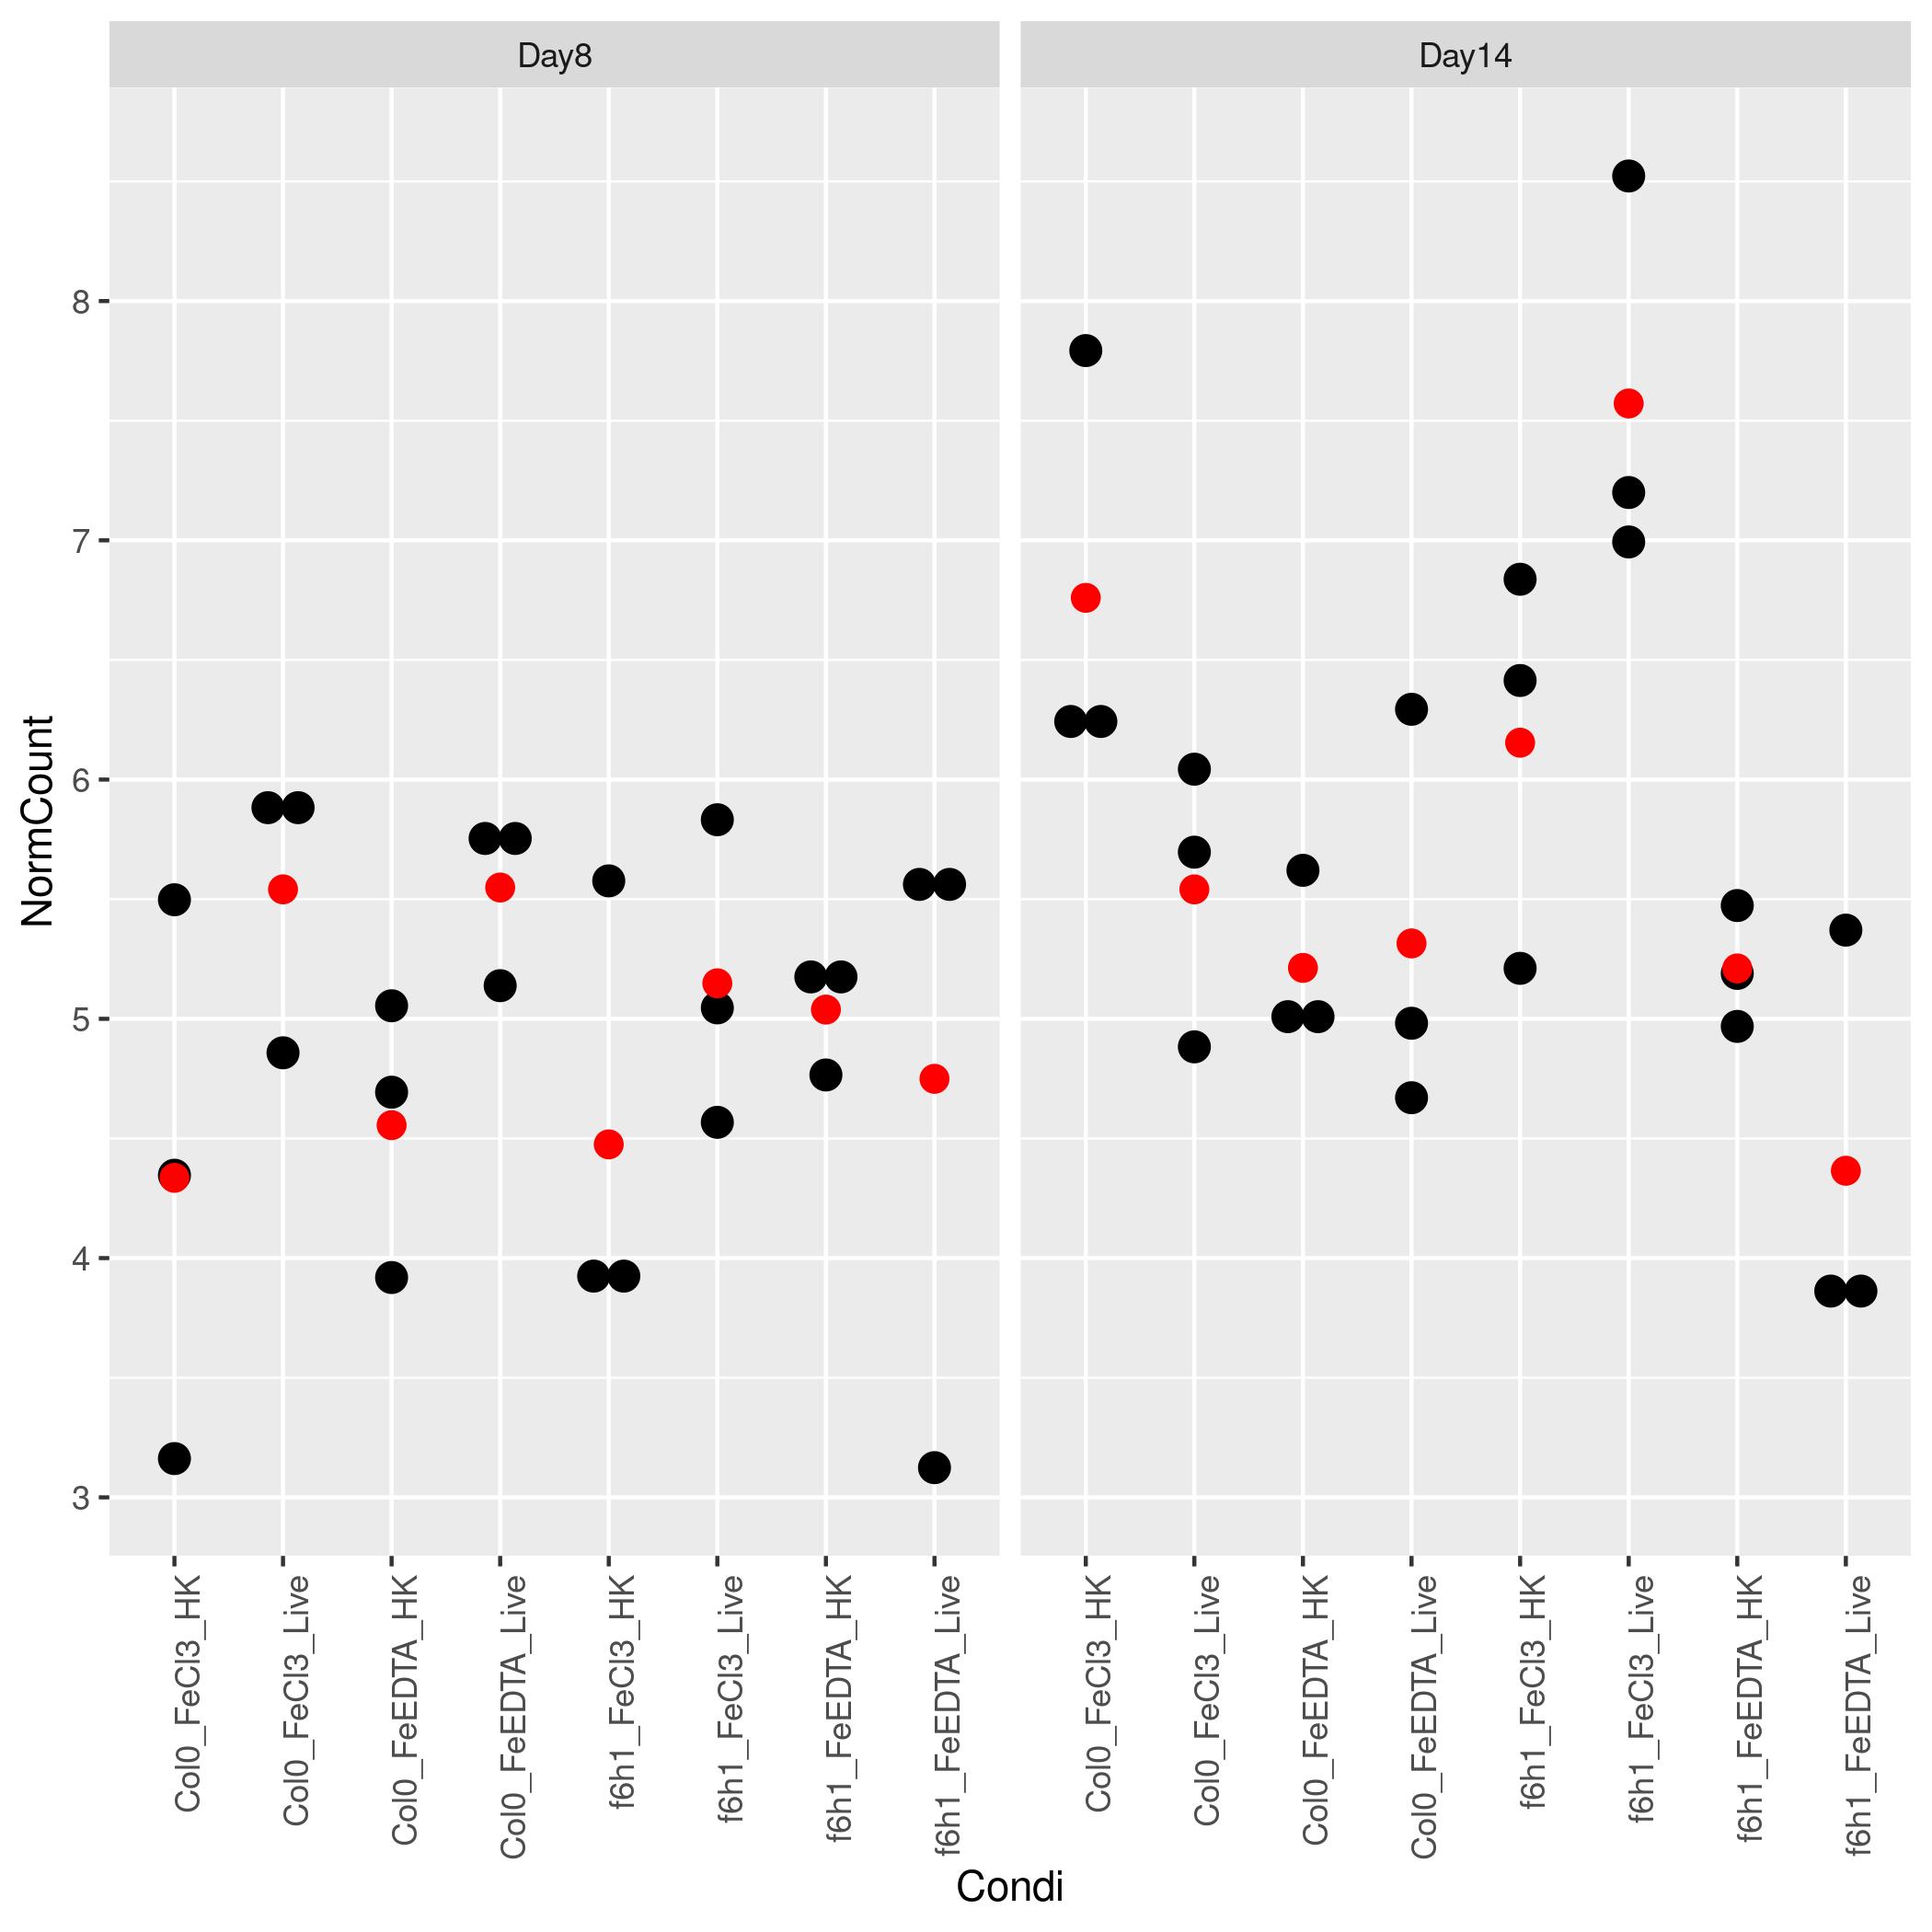 Day8
Day14
NormCount
8
7
6
5
4
3
Col0_FeCl3_HK
Col0_FeCl3_Live
Col0_FeEDTA_HK
Col0_FeEDTA_Live
f6h1_FeCl3_HK
f6h1_FeCl3_Live
f6h1_FeEDTA_HK
f6h1_FeEDTA_Live
Col0_FeCl3_HK
Col0_FeCl3_Live
Col0_FeEDTA_HK
Col0_FeEDTA_Live
f6h1_FeCl3_HK
f6h1_FeCl3_Live
f6h1_FeEDTA_HK
f6h1_FeEDTA_Live
Condi